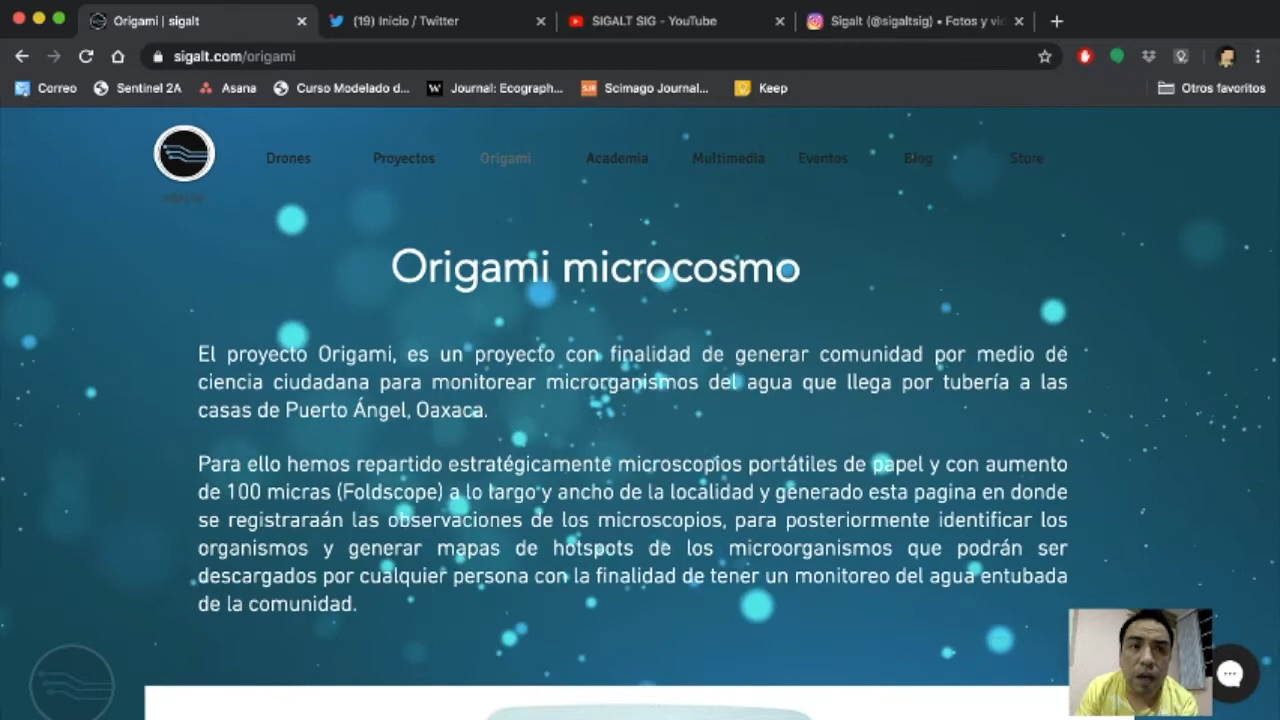 Origami | sigalt
(19) Inicio / Twitter
SIGALT SIG - YouTube
Sigalt (@sigaltsig) • Fotos y vi
sigalt.com/origami
Correo
Sentinel 2A
Asana
Curso Modelado d...
Journal: Ecograph...
Scimago Journal...
Keep
Otros favoritos
Drones
Proyectos
Origami
Academia
Multimedia
Eventos
Blog
Store
Origami microcosmo
El proyecto Origami, es un proyecto con finalidad de generar comunidad por medio de
ciencia ciudadana para monitorear microrganismos del agua que llega por tubería a las
casas de Puerto Ángel, Oaxaca.
Para ello hemos repartido estratégicamente microscopios portátiles de papel y con aumento
de 100 micras (Foldscope) a lo largo y ancho de la localidad y generado esta pagina en donde
se registraraán las observaciones de los microscopios, para posteriormente identificar los
organismos y generar mapas de hotspots de los microorganismos que podrán ser
descargados por cualquier persona con la finalidad de tener un monitoreo del agua entubada
de la comunidad.